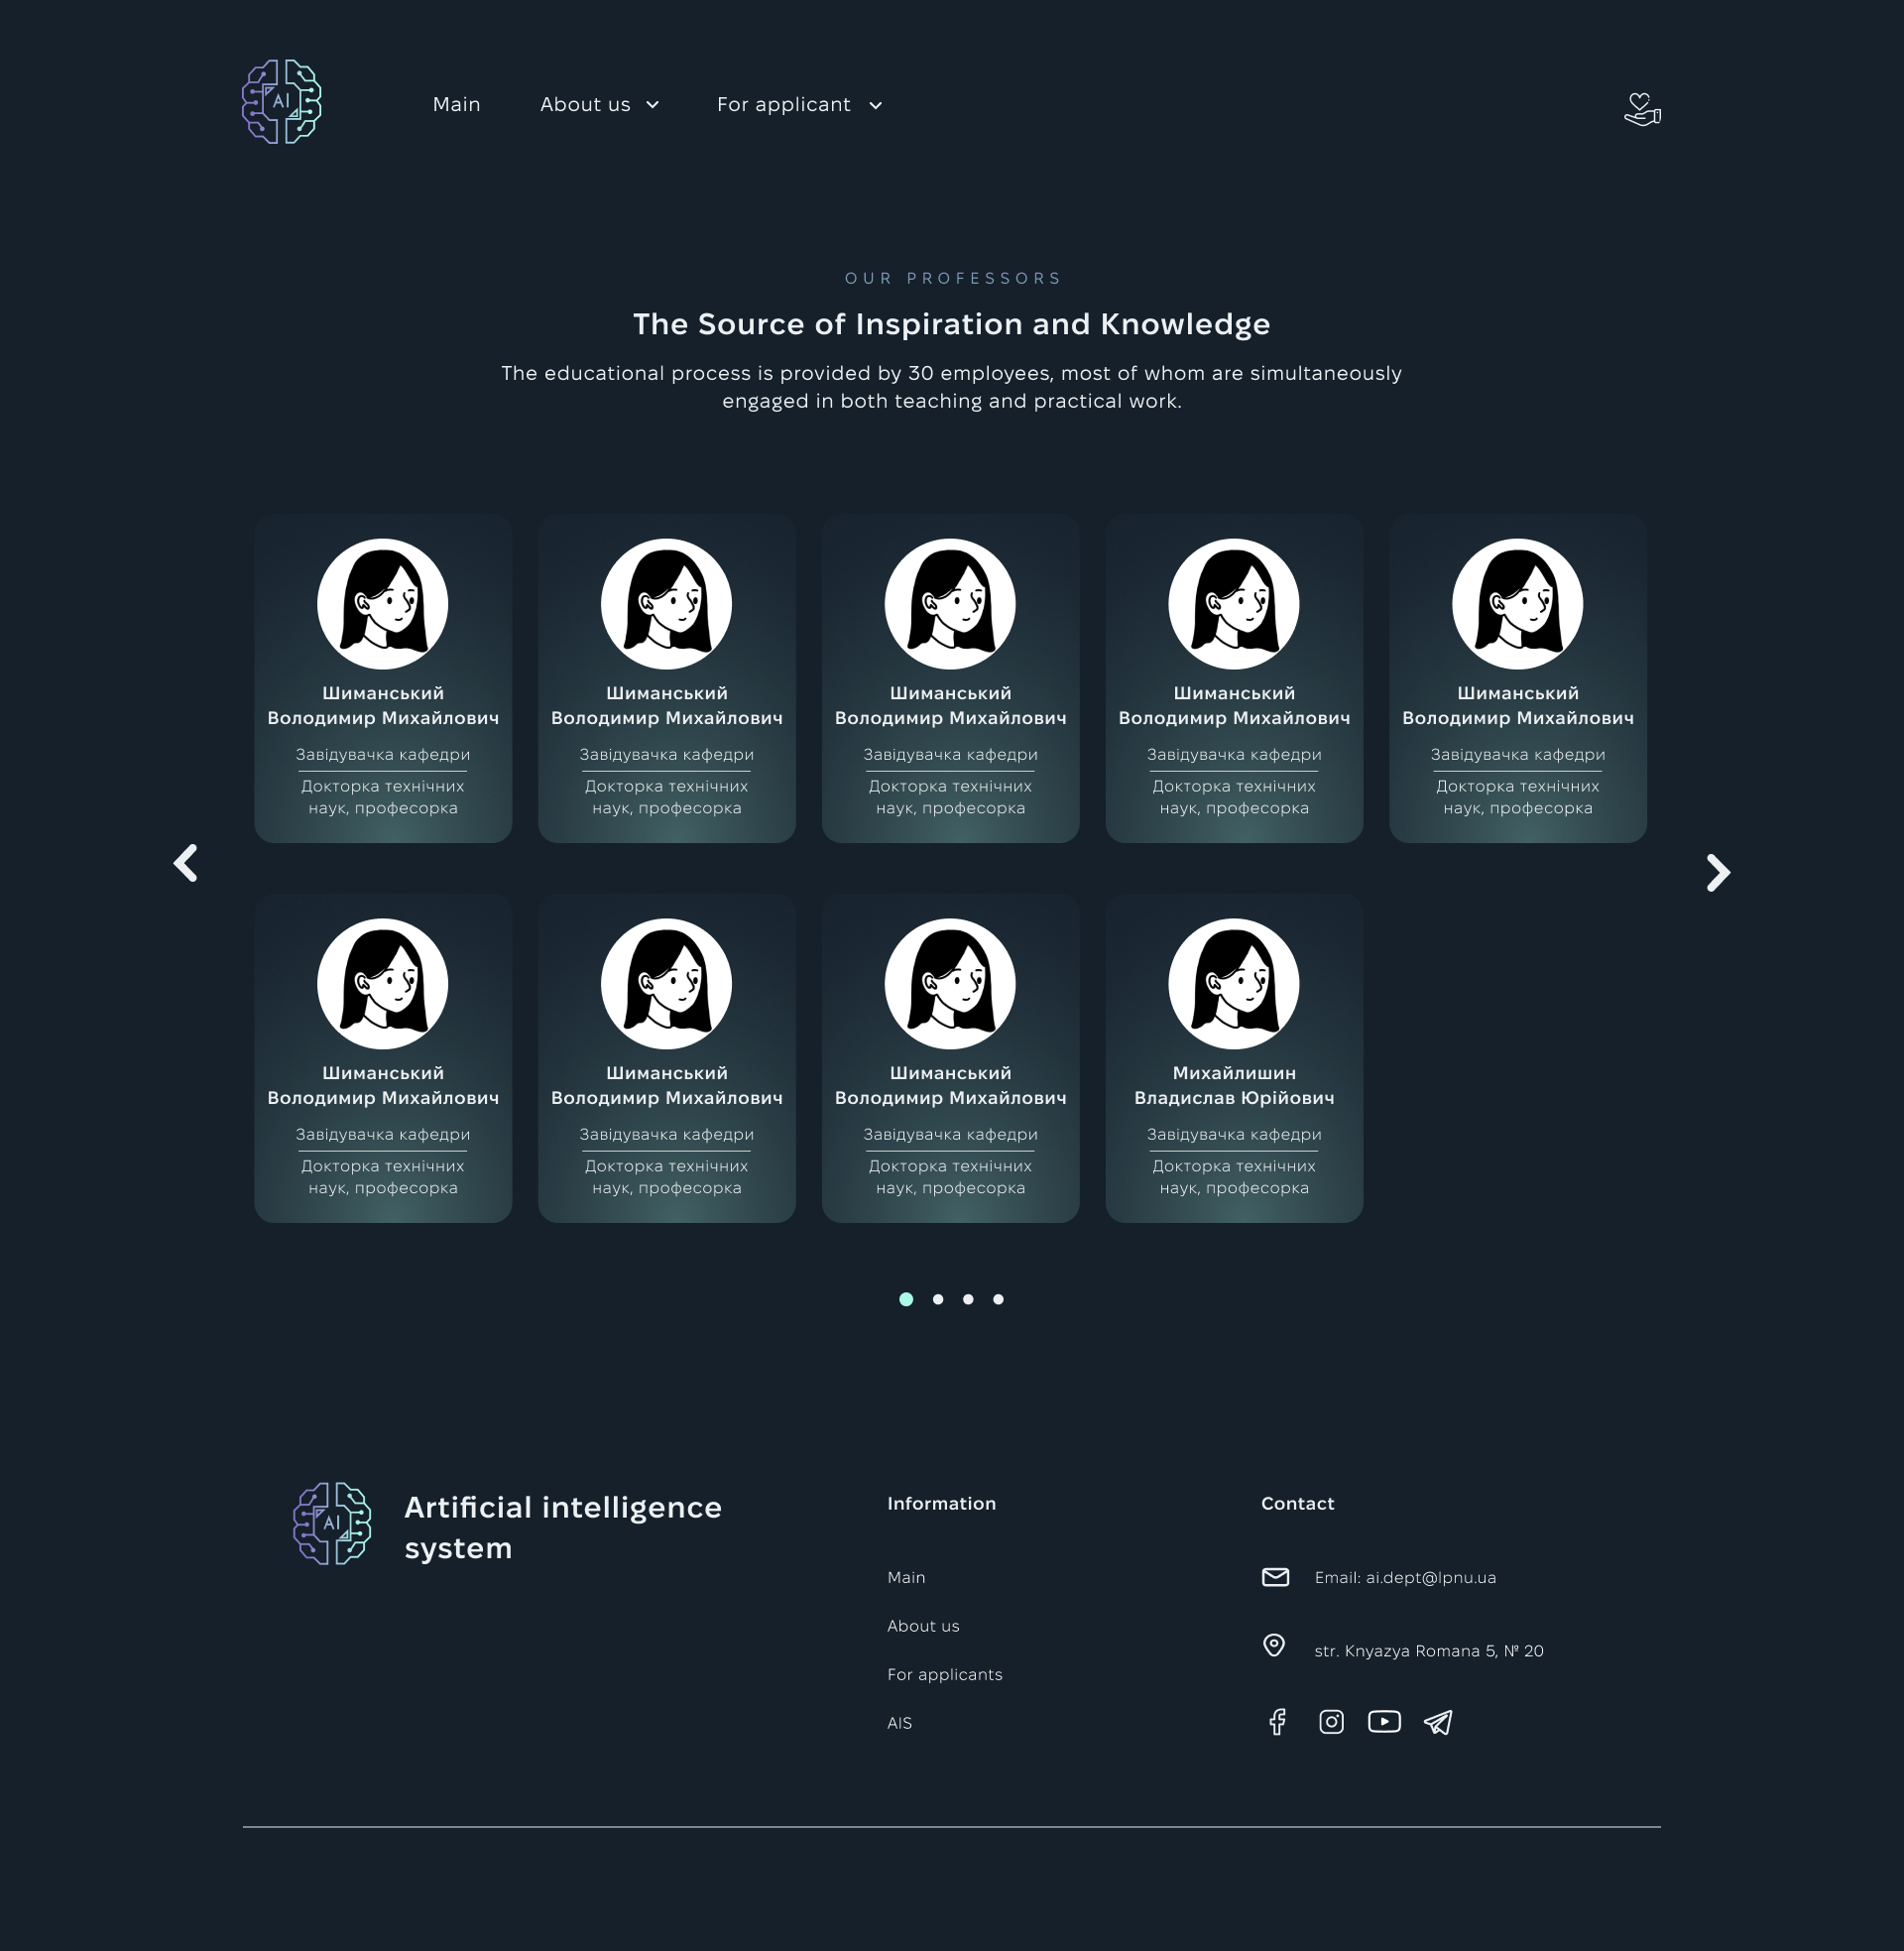 AI
Main
About us
For applicant
OUR PROFESSORS
The Source of Inspiration and Knowledge
The educational process is provided by 30 employees, most of whom are simultaneously
engaged in both teaching and practical work.
Шиманський
Володимир Михайлович
Завідувачка кафедри
Докторка технічних
наук, професорка
Шиманський
Володимир Михайлович
Завідувачка кафедри
Докторка технічних
наук, професорка
Шиманський
Володимир Михайлович
Завідувачка кафедри
Докторка технічних
наук, професорка
Шиманський
Володимир Михайлович
Завідувачка кафедри
Докторка технічних
наук, професорка
Шиманський
Володимир Михайлович
Завідувачка кафедри
Докторка технічних
наук, професорка
Шиманський
Володимир Михайлович
Завідувачка кафедри
Докторка технічних
наук, професорка
Шиманський
Володимир Михайлович
Завідувачка кафедри
Докторка технічних
наук, професорка
Шиманський
Володимир Михайлович
Завідувачка кафедри
Докторка технічних
наук, професорка
Михайлишин
Владислав Юрійович
Завідувачка кафедри
Докторка технічних
наук, професорка
AI
Artificial intelligence
system
Information
Main
About us
For applicants
AIS
Contact
Email: ai.dept@lpnu.ua
str. Knyazya Romana 5, № 20